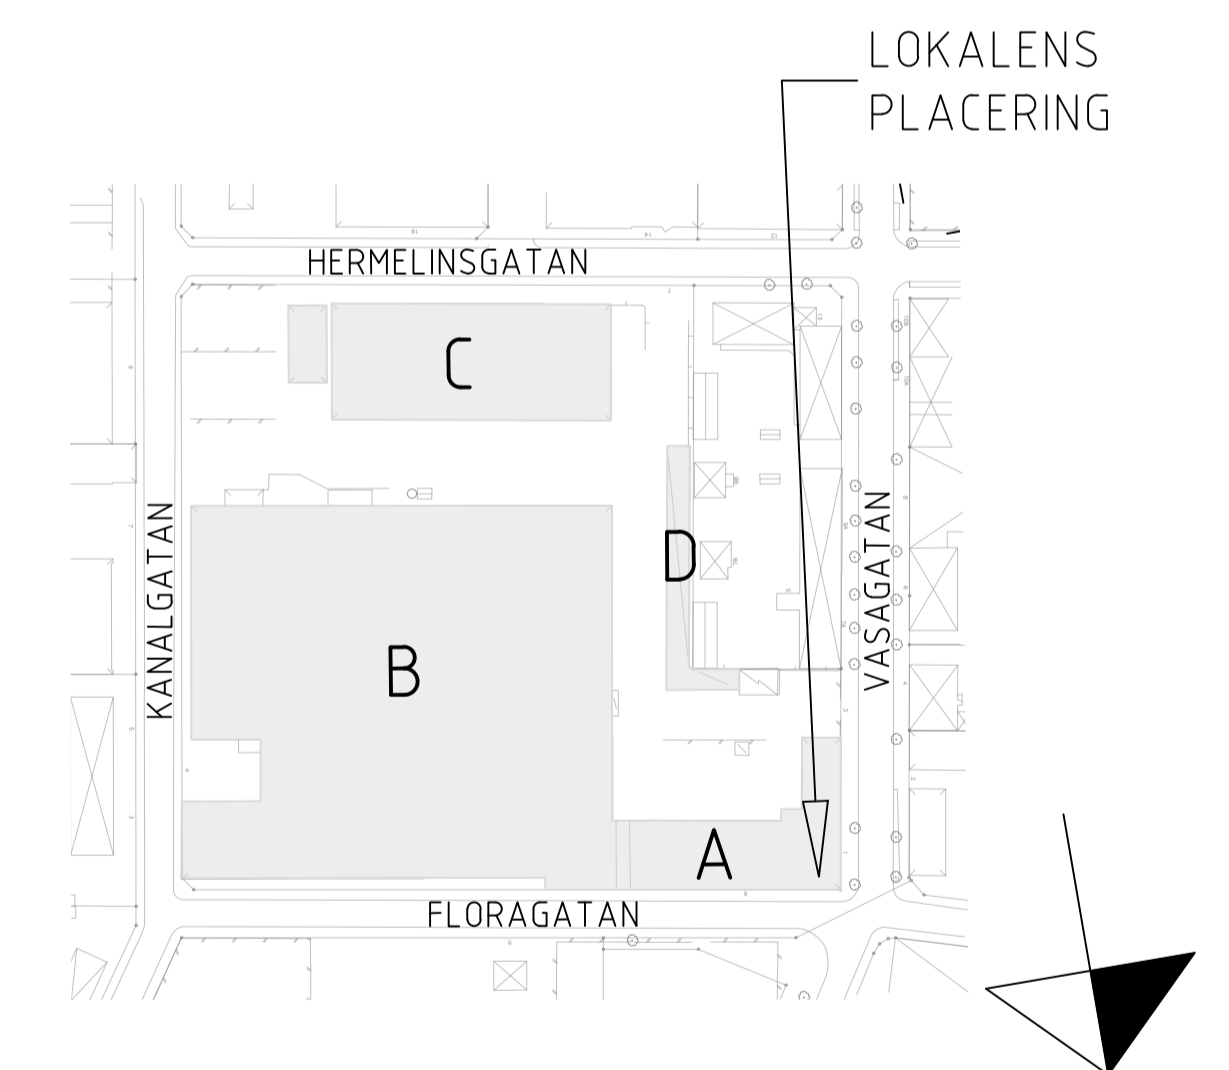 LOKALENS
PLACERING
HERMELINSGATAN
C
D
KANALGATAN
VASAGATAN
B
A
FLORAGATAN